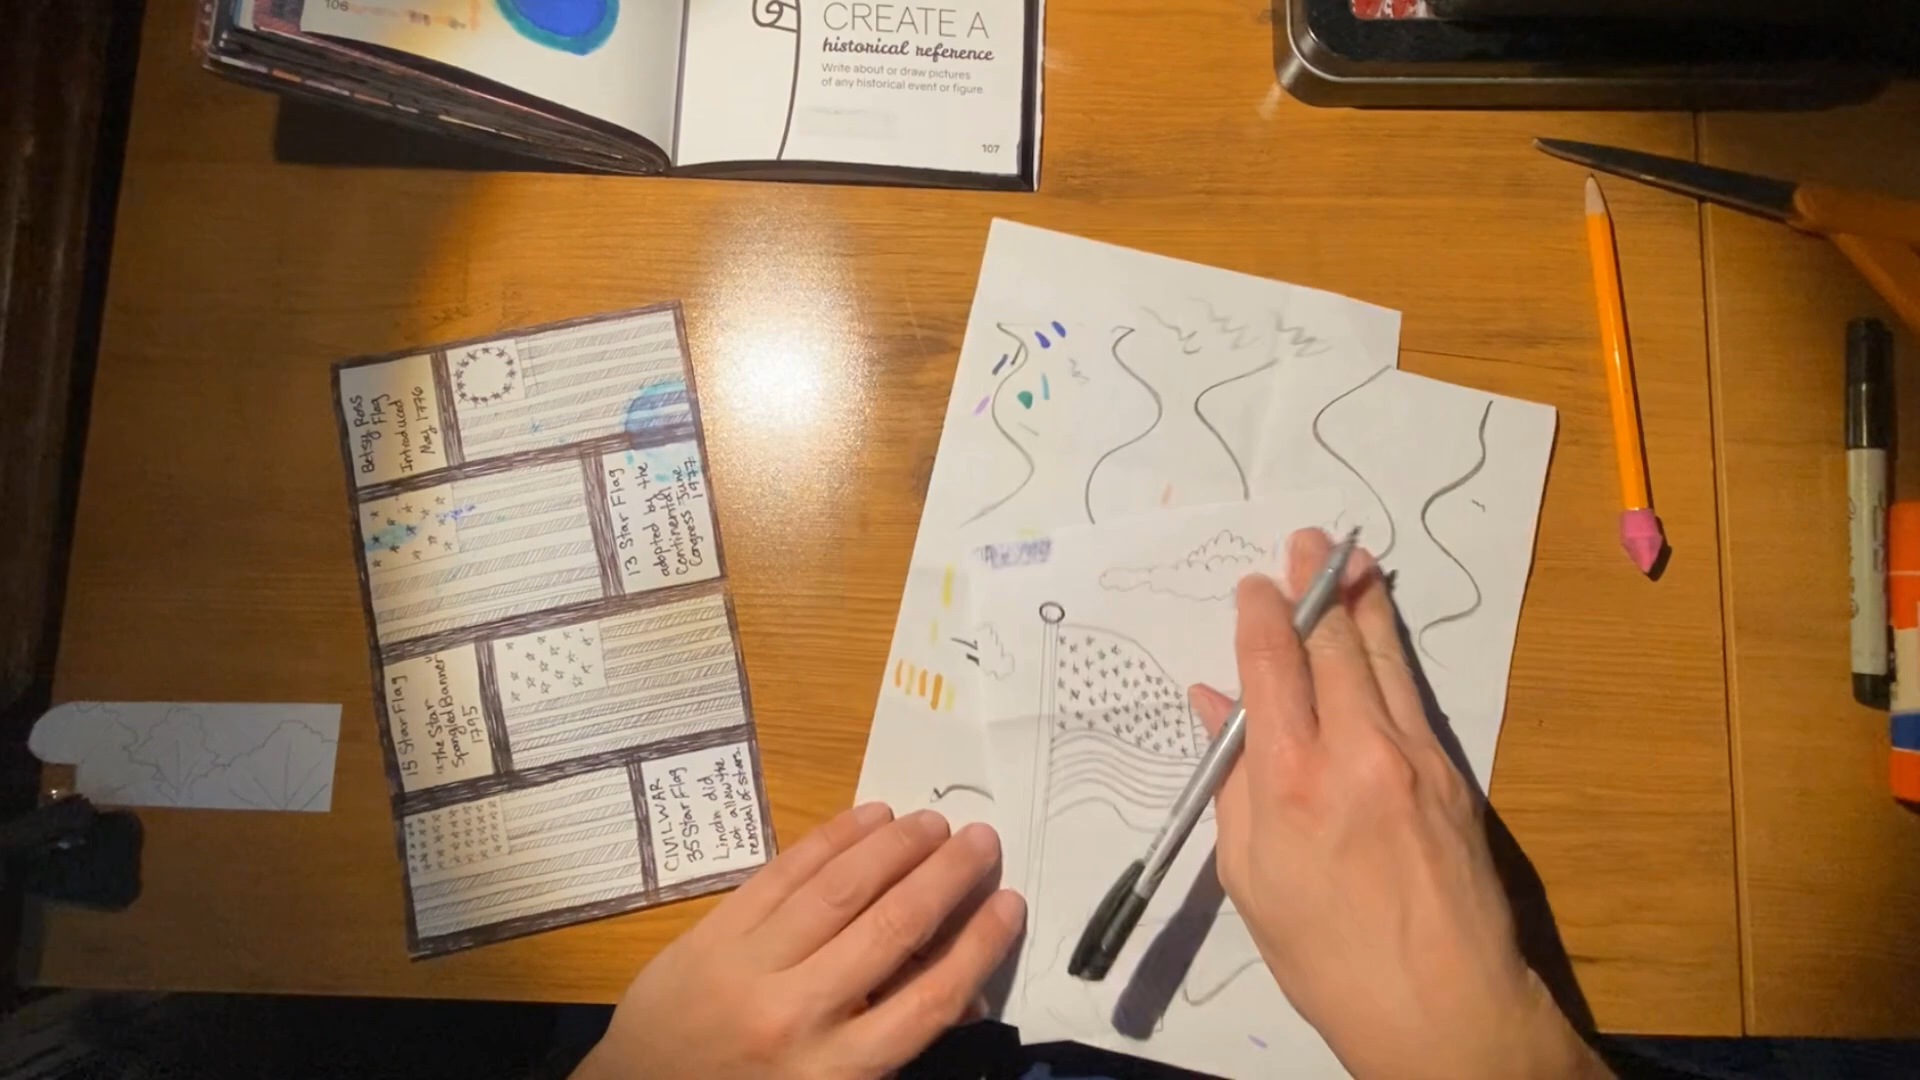 106
CREATE A
historical reference
Write about or draw pictures
of any historical event or figure
107
Betsy Ross
Flag
Introduced
May 1776
13 Star Flag
adopted by the
Continental
Congress June
1977
15 Star Flag
"The Star
Spangled Banner"
1795
CIVIL WAR
35 Star Flag
Lincoln did
not allow the
removal of stars.